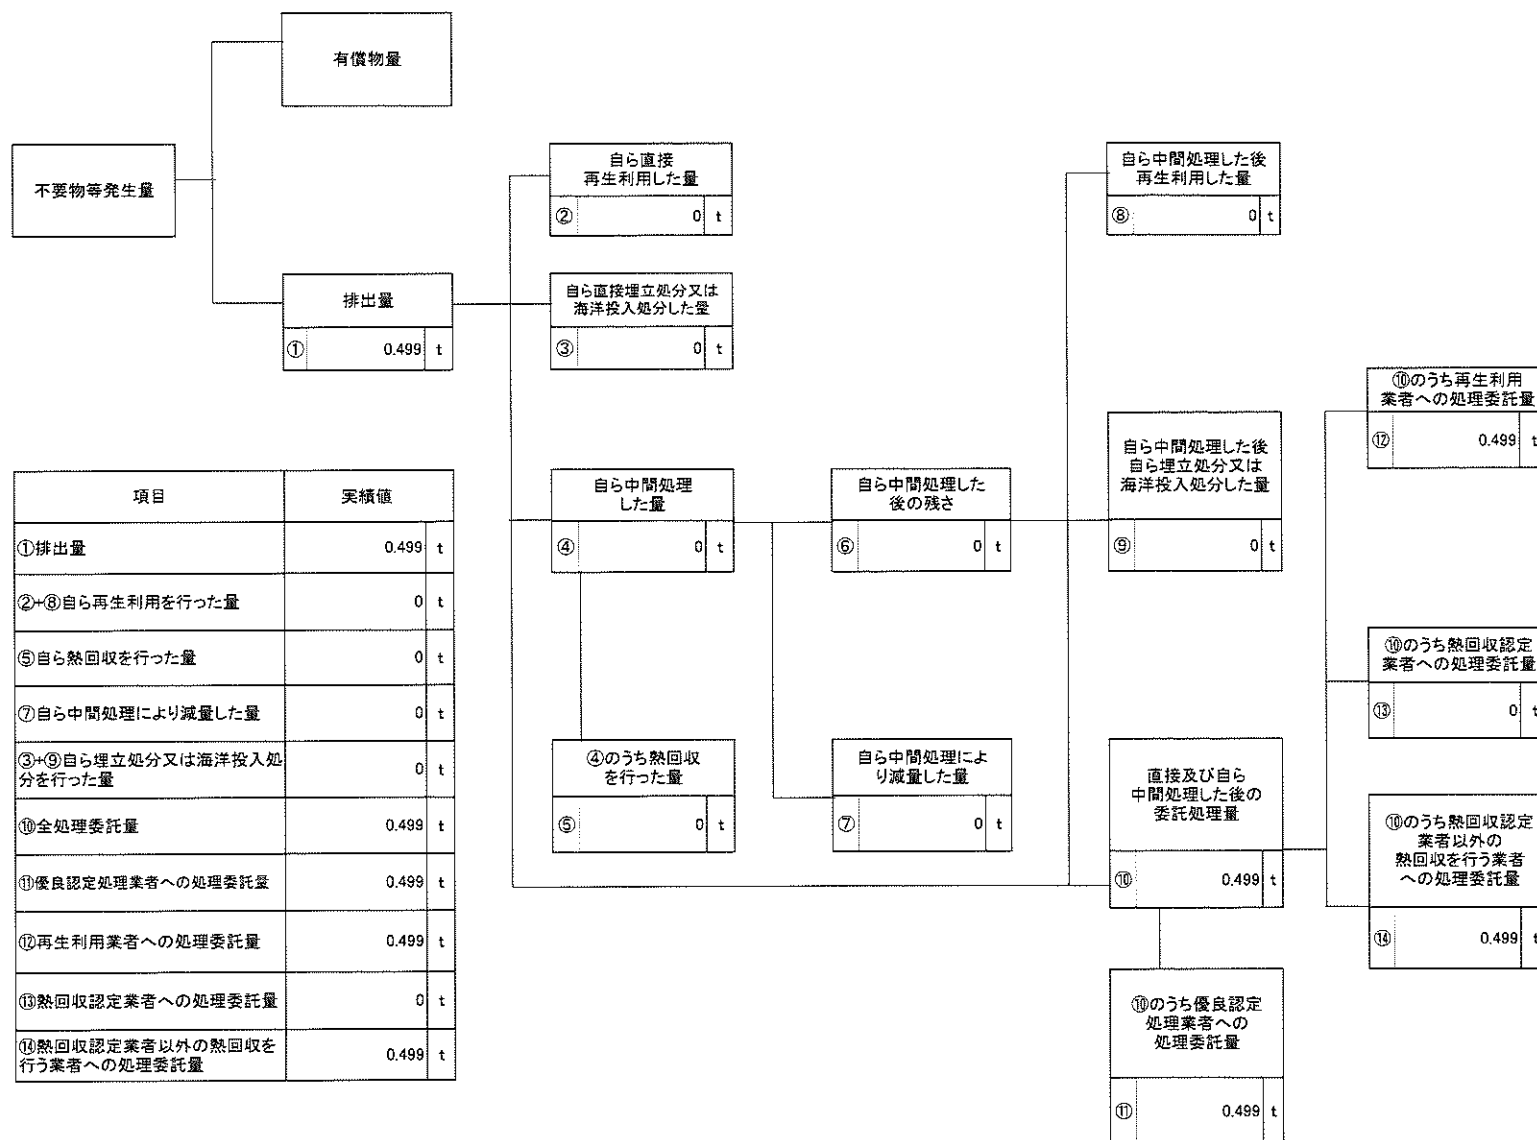 有償物量
不要物等発生量
排出量
① 0.499 t
自ら直接
再生利用した量
② 0 t
自ら直接埋立処分又は
海洋投入処分した量
③ 0 t
自ら中間処理
した量
④ 0 t
④のうち熱回収
を行った量
⑤ 0 t
自ら中間処理した
後の残さ
⑥ 0 t
自ら中間処理によ
り減量した量
⑦ 0 t
自ら中間処理した後
再生利用した量
⑧ 0 t
自ら中間処理した後
自ら埋立処分又は
海洋投入処分した量
⑨ 0 t
直接及び自ら
中間処理した後の
委託処理量
⑩ 0.499 t
⑩のうち優良認定
処理業者への
処理委託量
⑪ 0.499 t
⑩のうち再生利用
業者への処理委託量
⑫ 0.499 t
⑩のうち熱回収認定
業者への処理委託量
⑬ 0 t
⑩のうち熱回収認定
業者以外の
熱回収を行う業者
への処理委託量
⑭ 0.499 t
項目 実績値
①排出量 0.499 t
②+⑧自ら再生利用を行った量 0 t
⑤自ら熱回収を行った量 0 t
⑦自ら中間処理により減量した量 0 t
③+⑨自ら埋立処分又は海洋投入処
分を行った量 0 t
⑩全処理委託量 0.499 t
⑪優良認定処理業者への処理委託量 0.499 t
⑫再生利用業者への処理委託量 0.499 t
⑬熱回収認定業者への処理委託量 0 t
⑭熱回収認定業者以外の熱回収を
行う業者への処理委託量 0.499 t